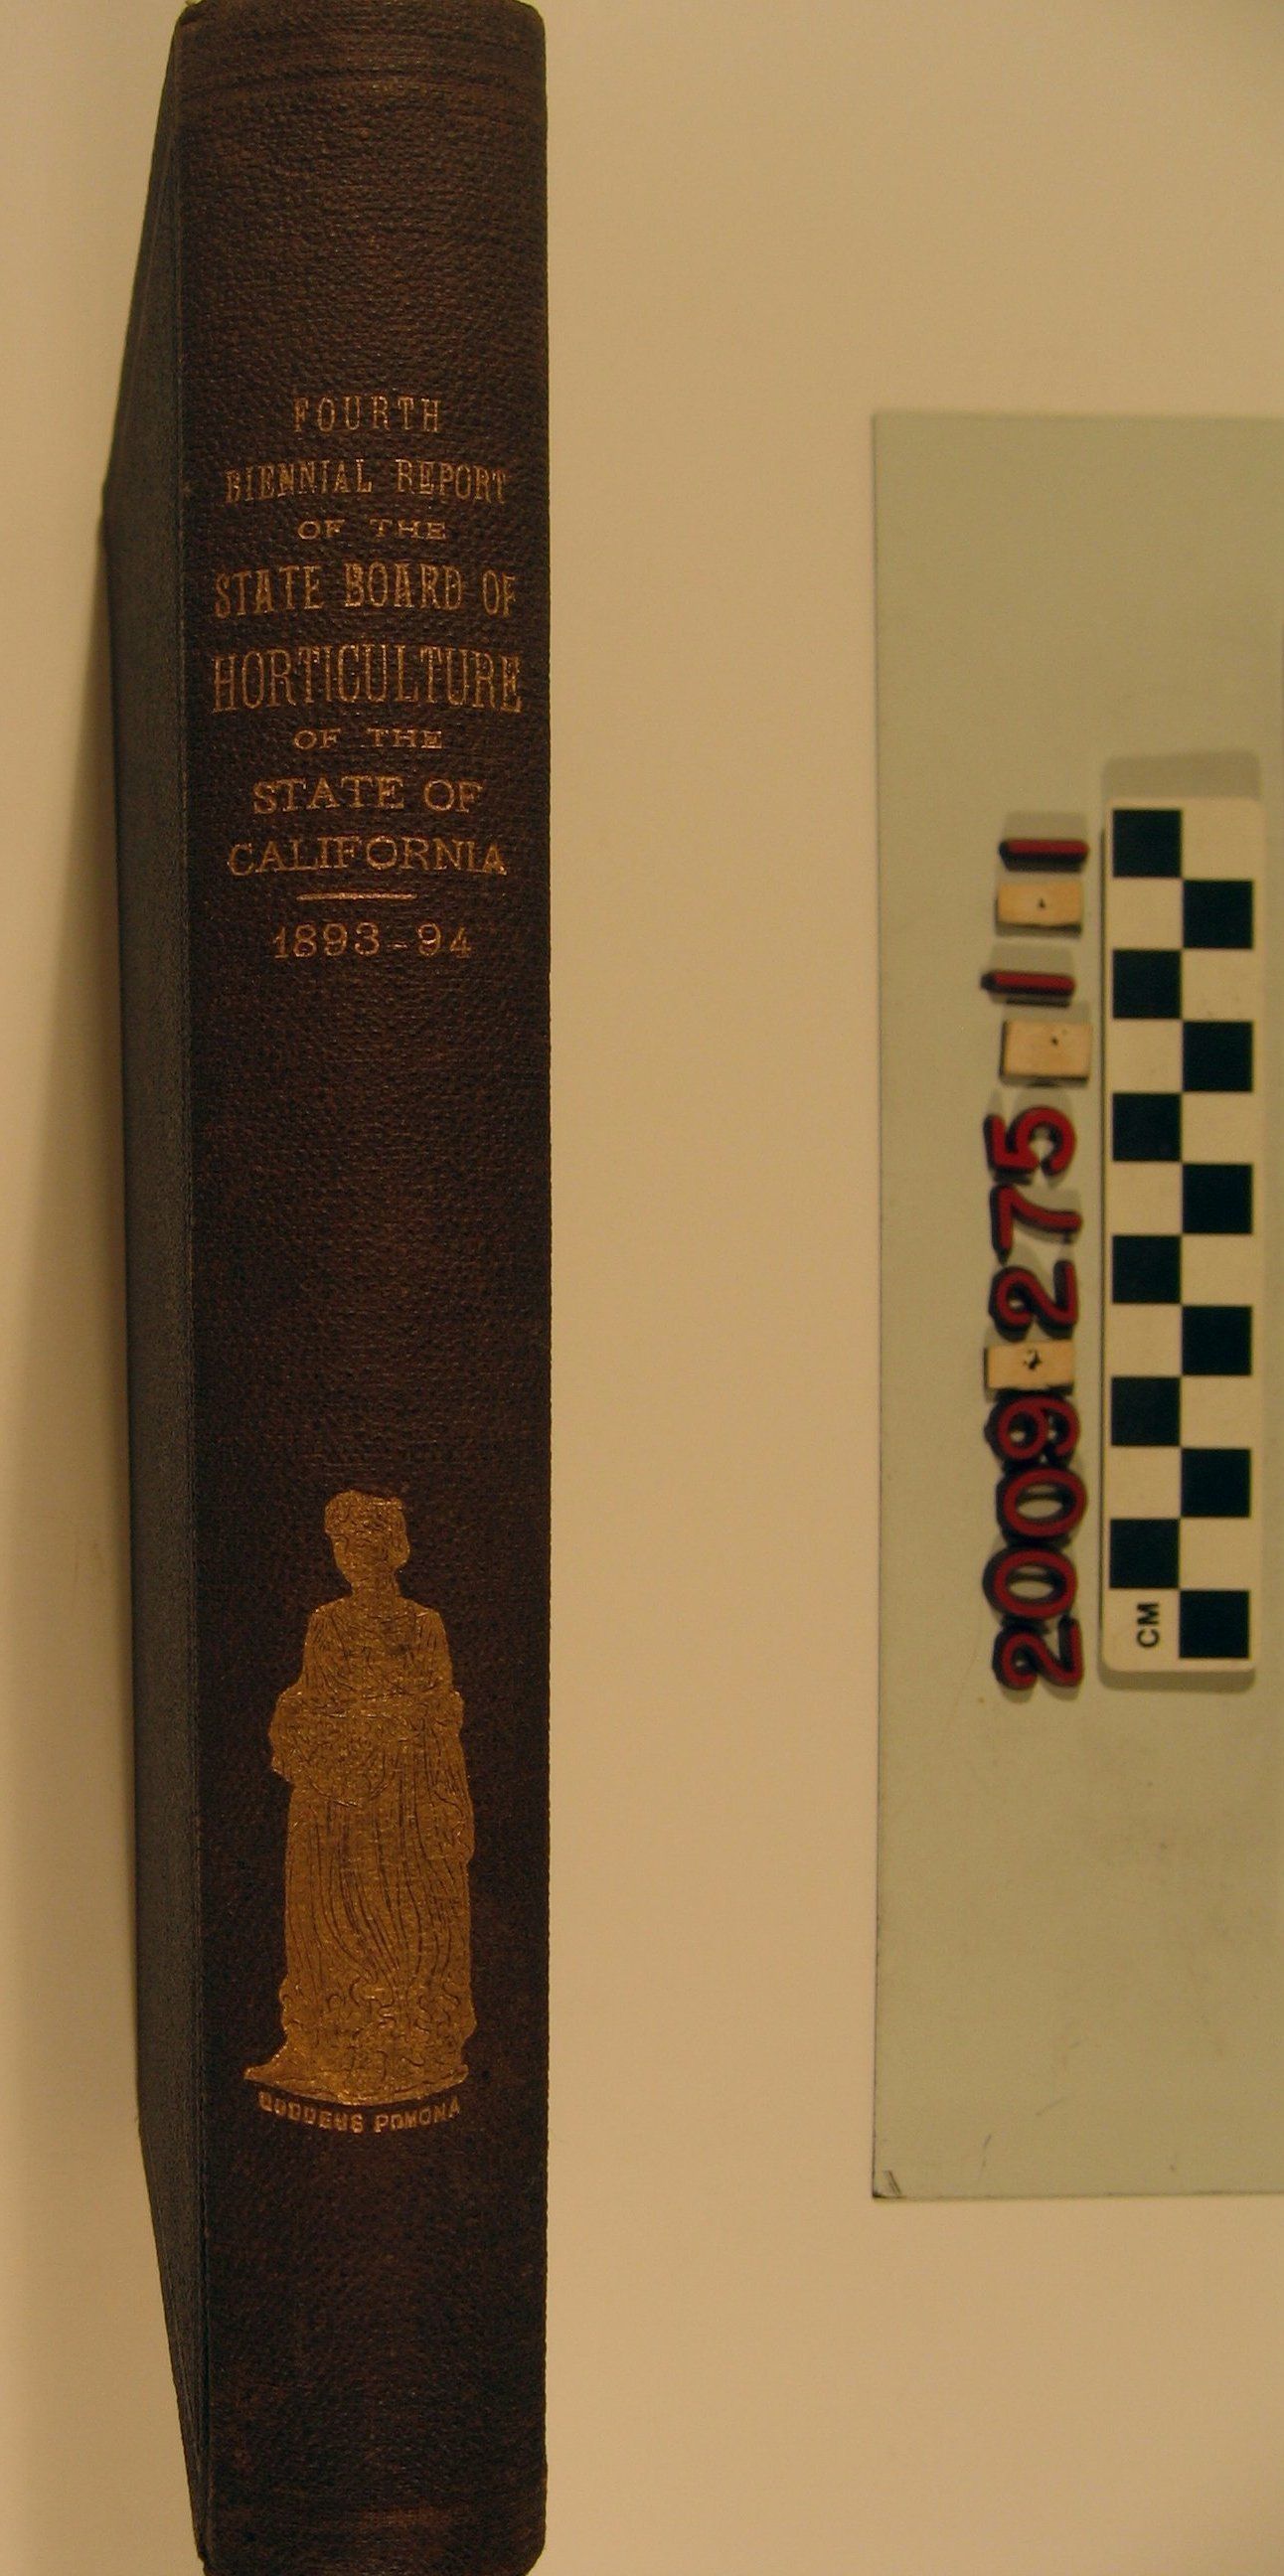 FOURTH
BIENNIAL REPORT
OF THE
STATE BOARD OF
HORTICULTURE
OF THE
STATE OF
CALIFORNIA
1893-94
GODDESS POMONA
2009.275.1.1
CM